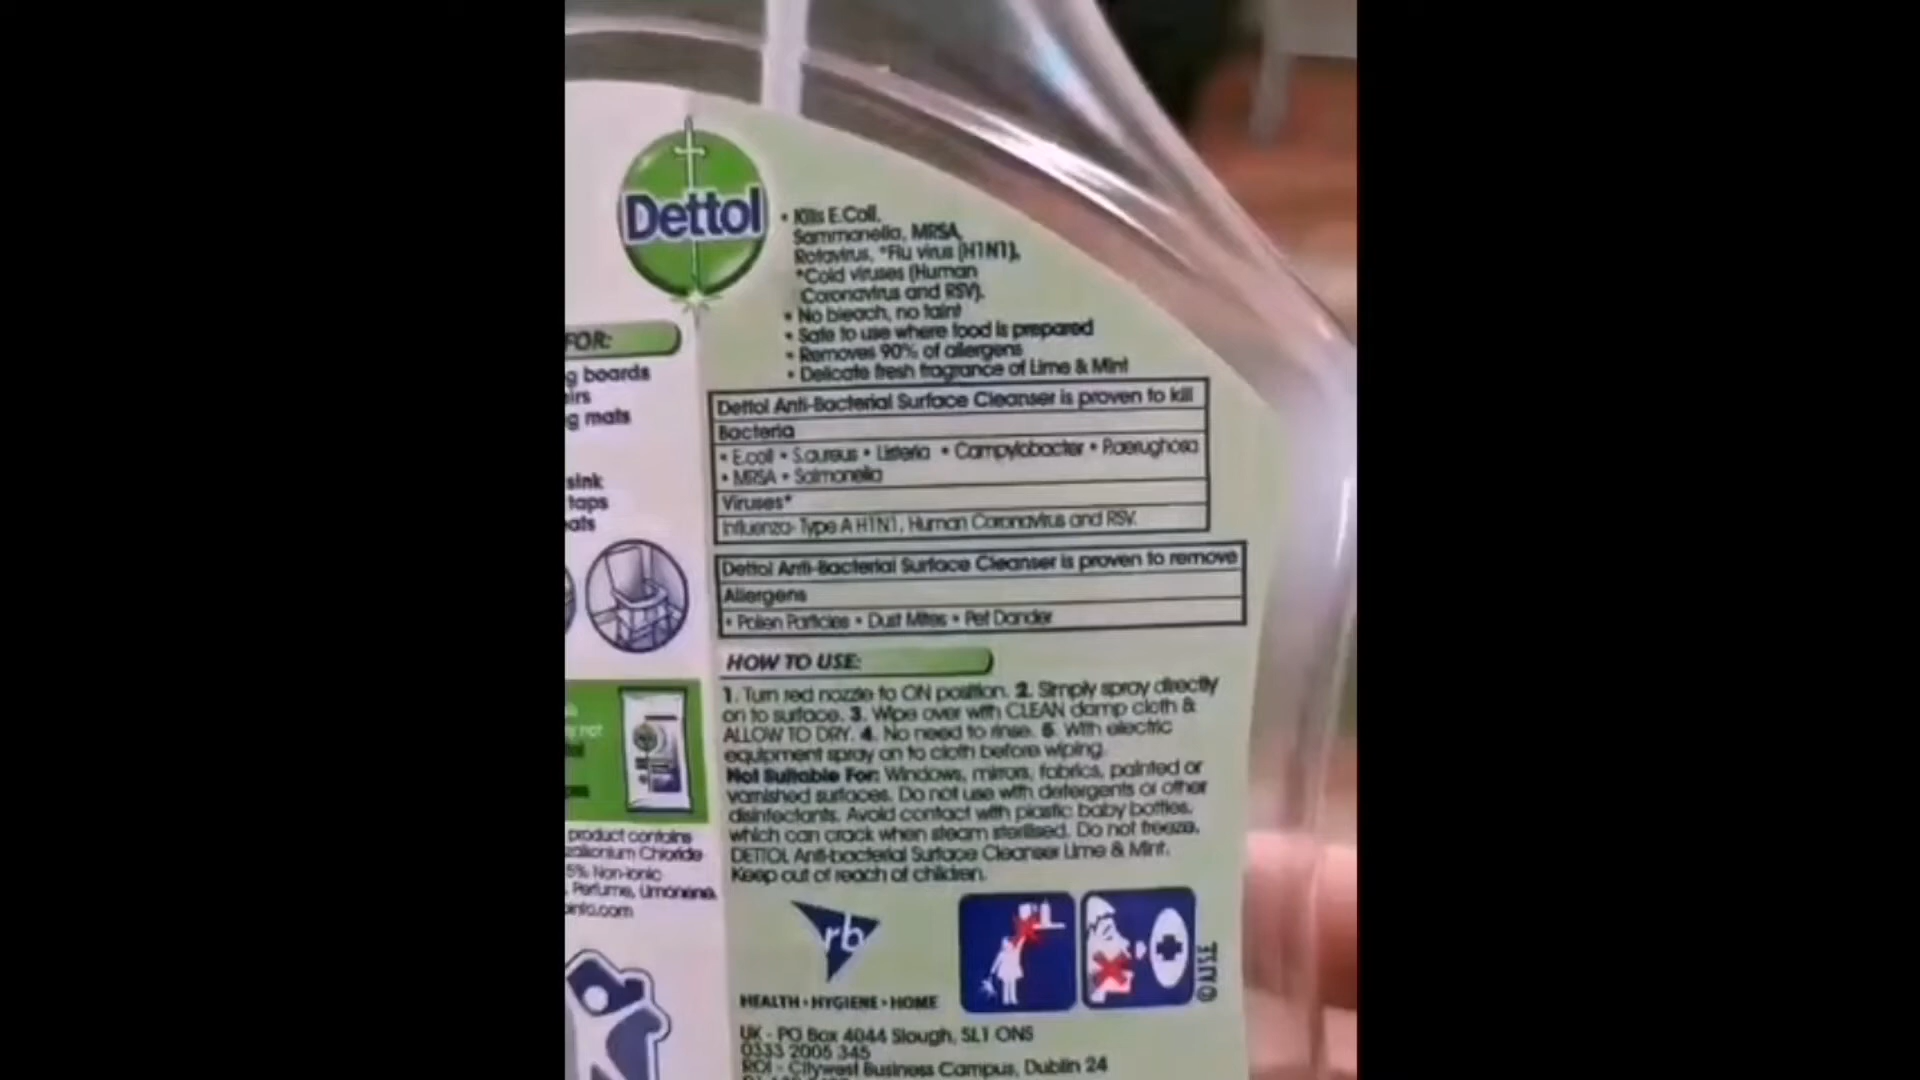 Dettol
• Kills E.Coli,
Sammanella, MRSA,
Rotavirus, *Flu virus (H1N1),
*Cold viruses (Human
Coronavirus and RSV).
• No bleach, no taint
• Safe to use where food is prepared
• Removes 90% of allergens
• Delicate fresh fragrance of Lime & Mint
FOR:
g boards
irs
g mats
sink
taps
ats
Dettol Anti-Bacterial Surface Cleanser is proven to kill
Bacteria
• E.coli • S.aureus • Listeria • Campylobacter • P.aerughosa
• MRSA • Salmonella
Viruses*
Influenza- Type A H1N1, Human Coronavirus and RSV.
Dettol Anti-Bacterial Surface Cleanser is proven to remove
Allergens
• Pollen Particles • Dust Mites • Pet Dander
HOW TO USE:
1. Turn red nozzle to ON position. 2. Simply spray directly
on to surface. 3. Wipe over with CLEAN damp cloth &
ALLOW TO DRY. 4. No need to rinse. 5. With electric
equipment spray on to cloth before wiping.
Not Suitable For: Windows, mirrors, fabrics, painted or
varnished surfaces. Do not use with detergents or other
disinfectants. Avoid contact with plastic baby bottles,
which can crack when steam sterilised. Do not freeze.
DETTOL Anti-bacterial Surface Cleanser Lime & Mint.
Keep out of reach of children.
product contains
zalkonium Chloride
5% Non-ionic
, Perfume, Limonene.
info.com
rb
HEALTH • HYGIENE • HOME
© A.I.S.E.
UK - PO Box 4044 Slough, SL1 0NS
0333 2005 345
ROI - Citywest Business Campus, Dublin 24